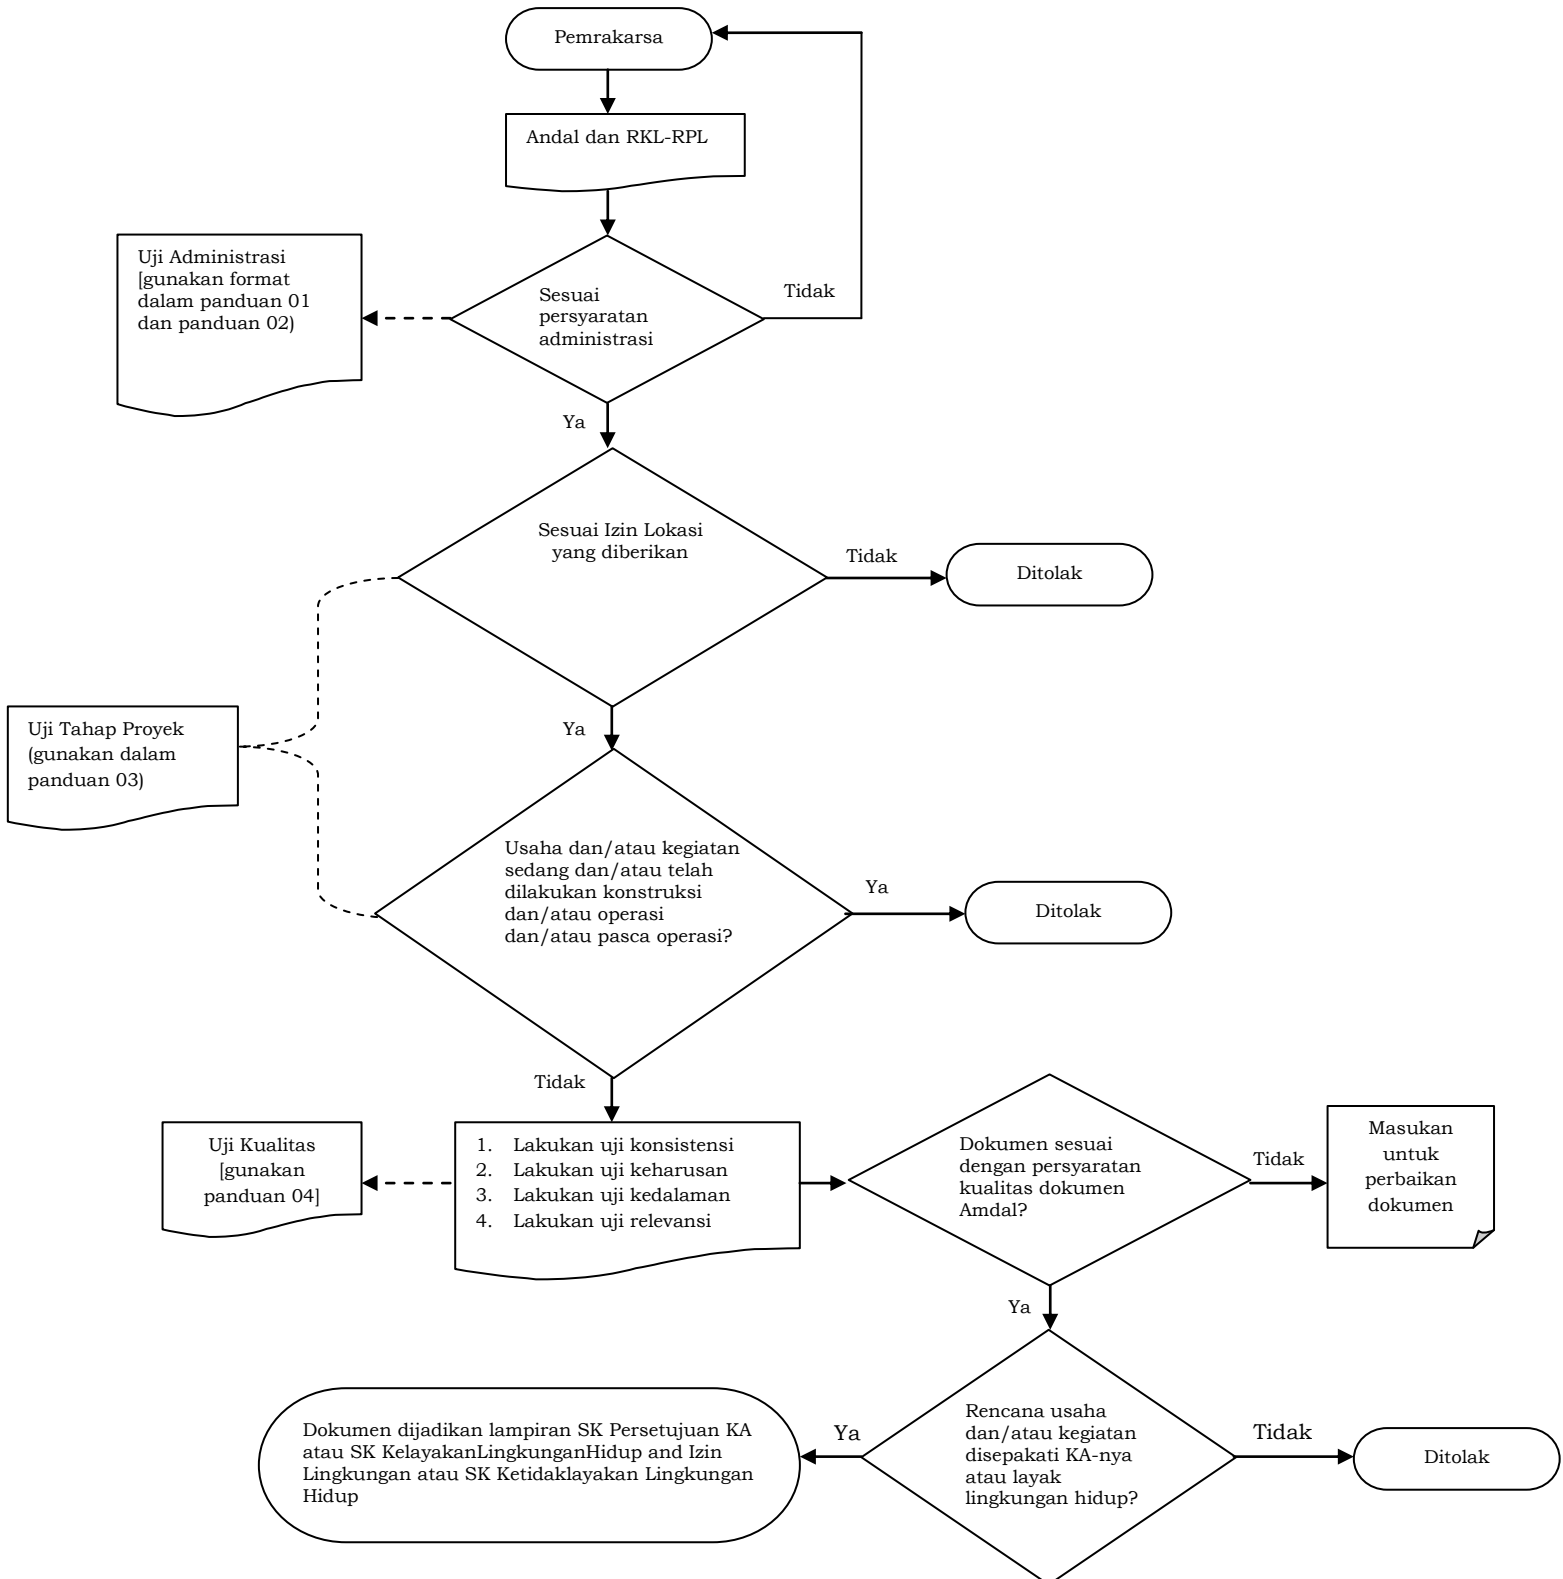 Pemrakarsa
Andal dan RKL-RPL
Uji Administrasi
[gunakan format
dalam panduan 01
dan panduan 02)
Sesuai
persyaratan
administrasi
Tidak
Ya
Sesuai Izin Lokasi
yang diberikan
Tidak
Ditolak
Ya
Uji Tahap Proyek
(gunakan dalam
panduan 03)
Usaha dan/atau kegiatan
sedang dan/atau telah
dilakukan konstruksi
dan/atau operasi
dan/atau pasca operasi?
Ya
Ditolak
Tidak
Uji Kualitas
[gunakan
panduan 04]
1. Lakukan uji konsistensi
2. Lakukan uji keharusan
3. Lakukan uji kedalaman
4. Lakukan uji relevansi
Dokumen sesuai
dengan persyaratan
kualitas dokumen
Amdal?
Tidak
Masukan
untuk
perbaikan
dokumen
Ya
Rencana usaha
dan/atau kegiatan
disepakati KA-nya
atau layak
lingkungan hidup?
Tidak
Ditolak
Ya
Dokumen dijadikan lampiran SK Persetujuan KA
atau SK KelayakanLingkunganHidup and Izin
Lingkungan atau SK Ketidaklayakan Lingkungan
Hidup